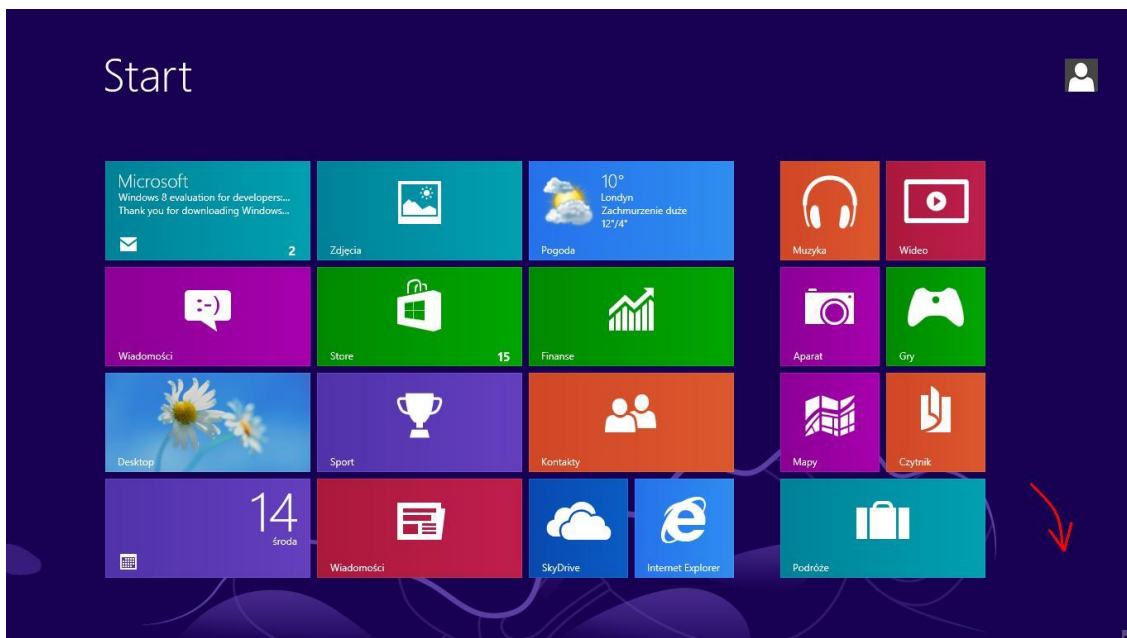 Start
Microsoft
Windows 8 evaluation for developers:...
Thank you for downloading Windows...
2
Zdjęcia
10°
Londyn
Zachmurzenie duże
12°/4°
Pogoda
Muzyka
Wideo
:-)
Wiadomości
Store
15
Finanse
Aparat
Gry
Desktop
Sport
Kontakty
Mapy
Czytnik
14
środa
Wiadomości
SkyDrive
Internet Explorer
Podróże